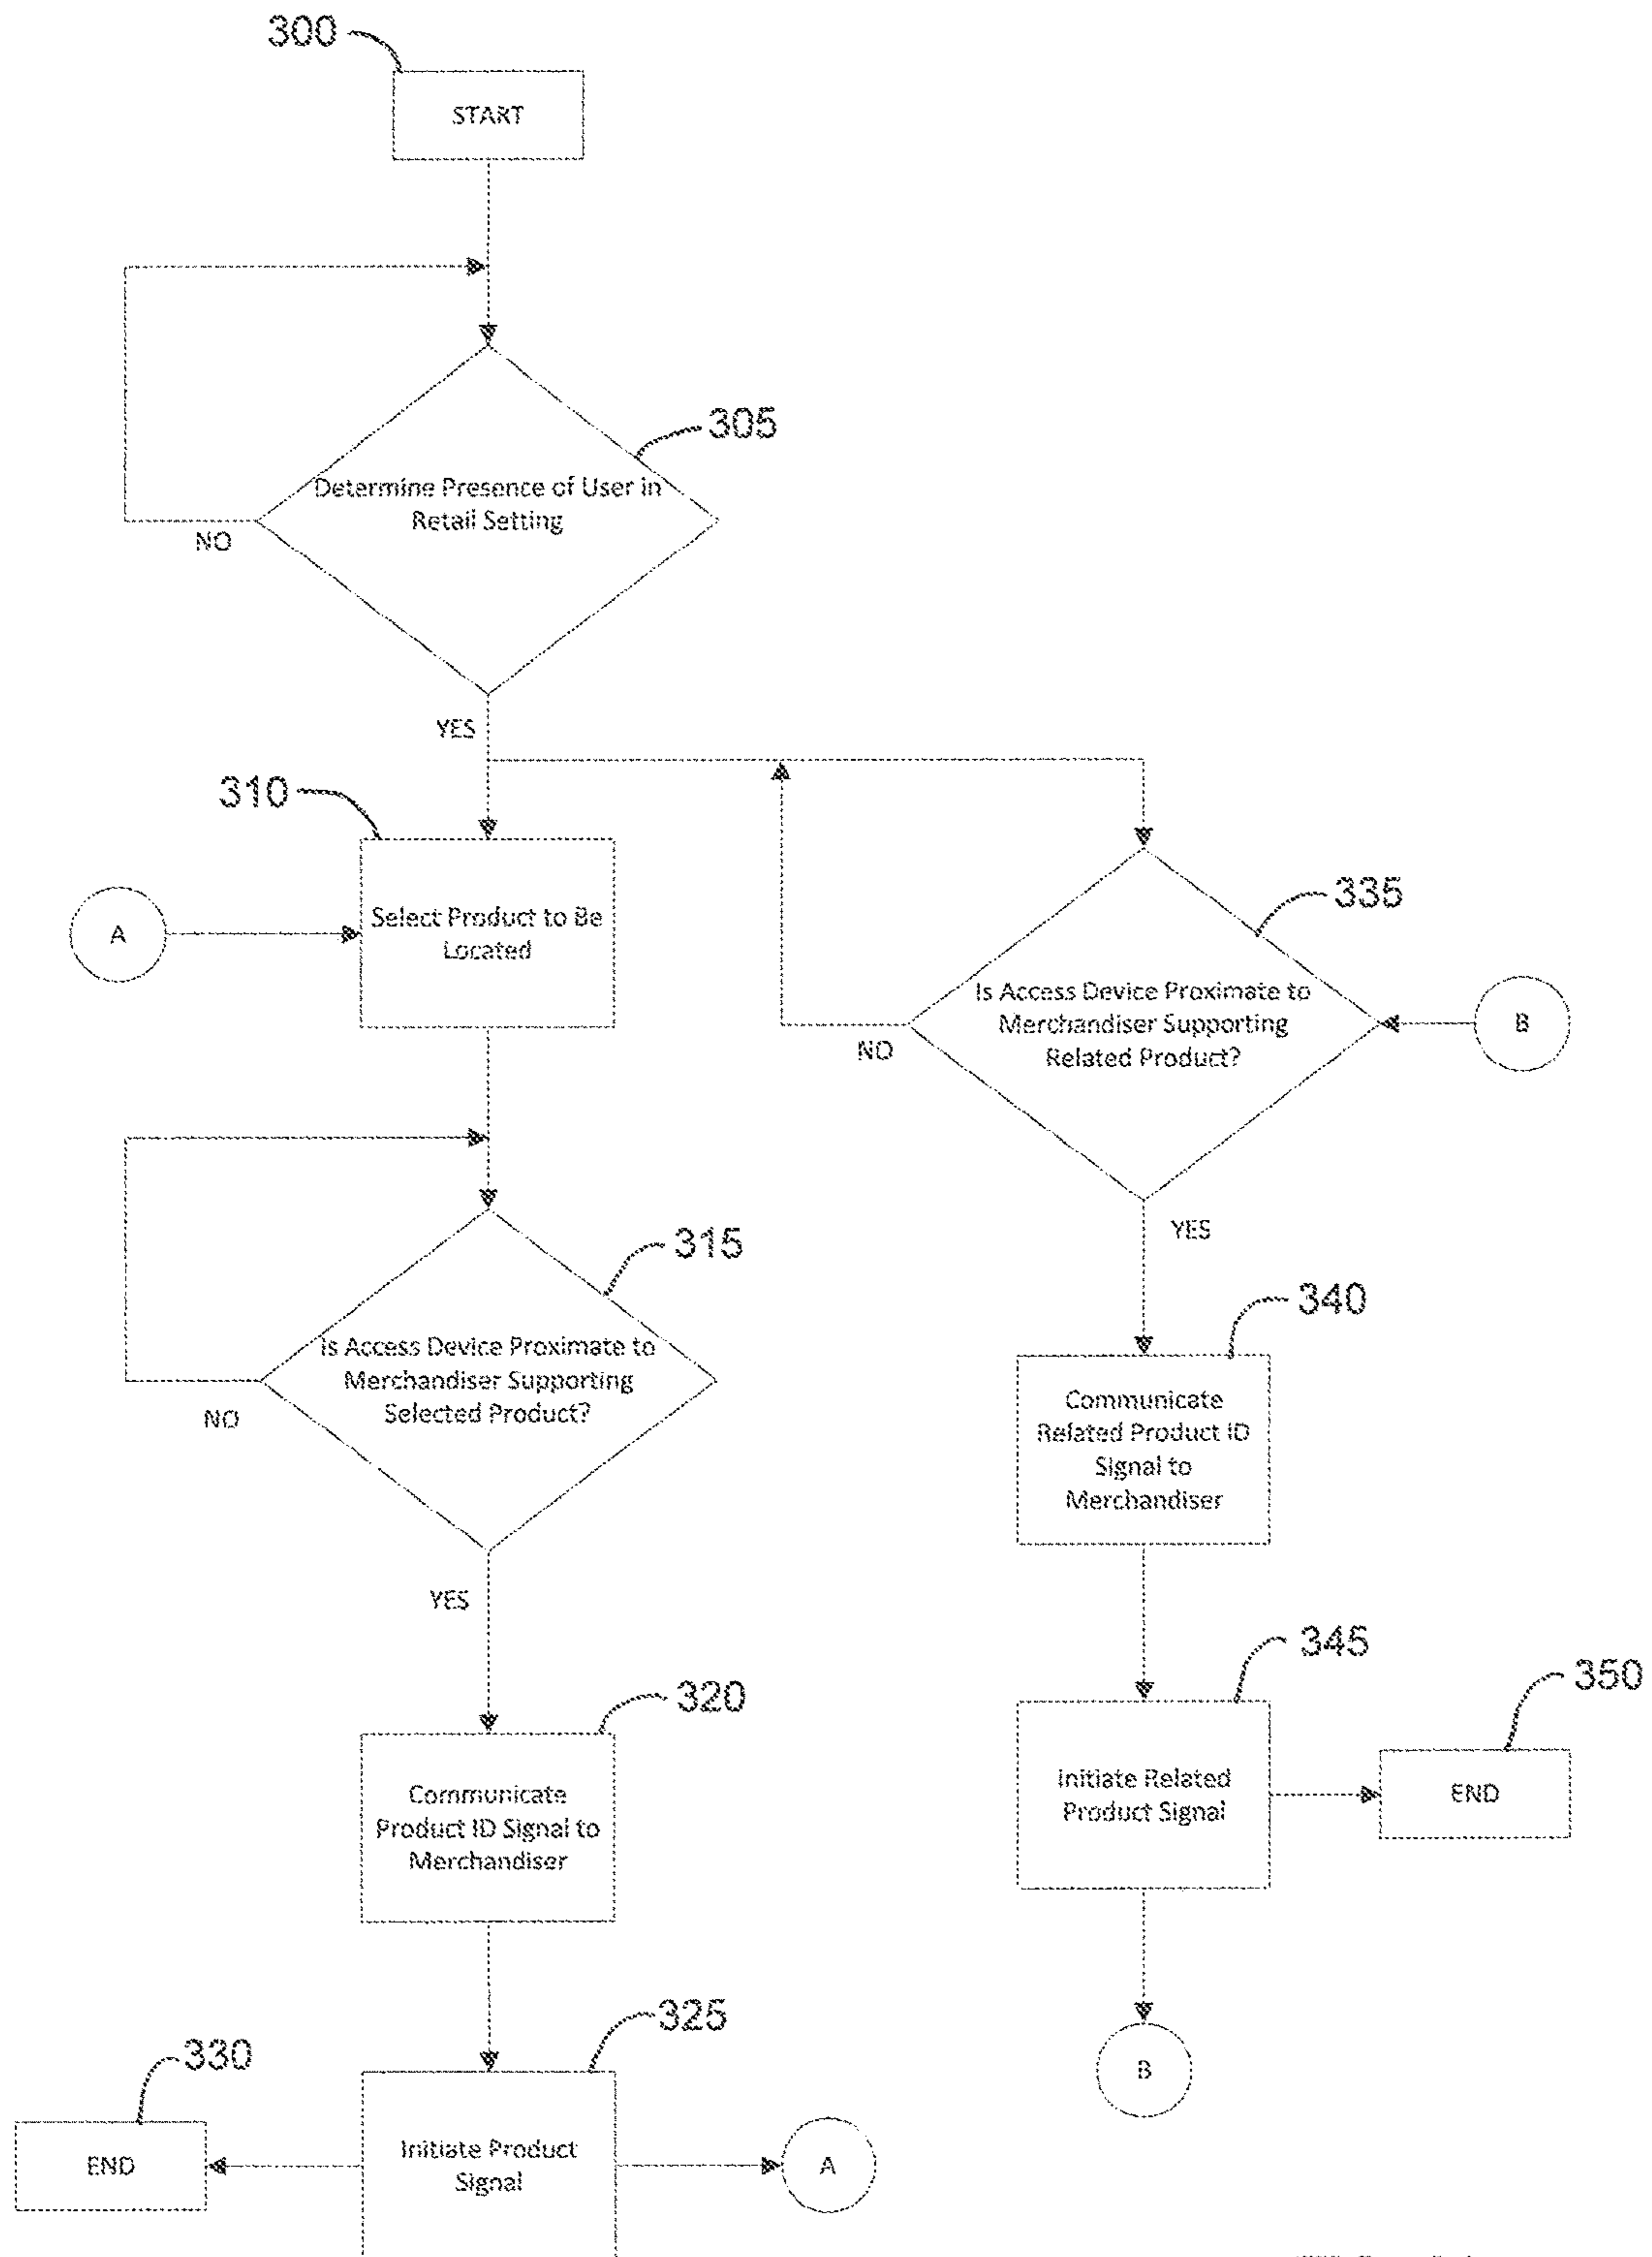 300
START
305
Determine Presence of User in
Retail Setting
NO
YES
310
Select Product to Be
Located
A
335
Is Access Device Proximate to
Merchandiser Supporting
Related Product?
B
NO
YES
315
Is Access Device Proximate to
Merchandiser Supporting
Selected Product?
NO
YES
340
Communicate
Related Product ID
Signal to
Merchandiser
320
Communicate
Product ID Signal to
Merchandiser
345
Initiate Related
Product Signal
350
END
B
325
Initiate Product
Signal
330
END
A